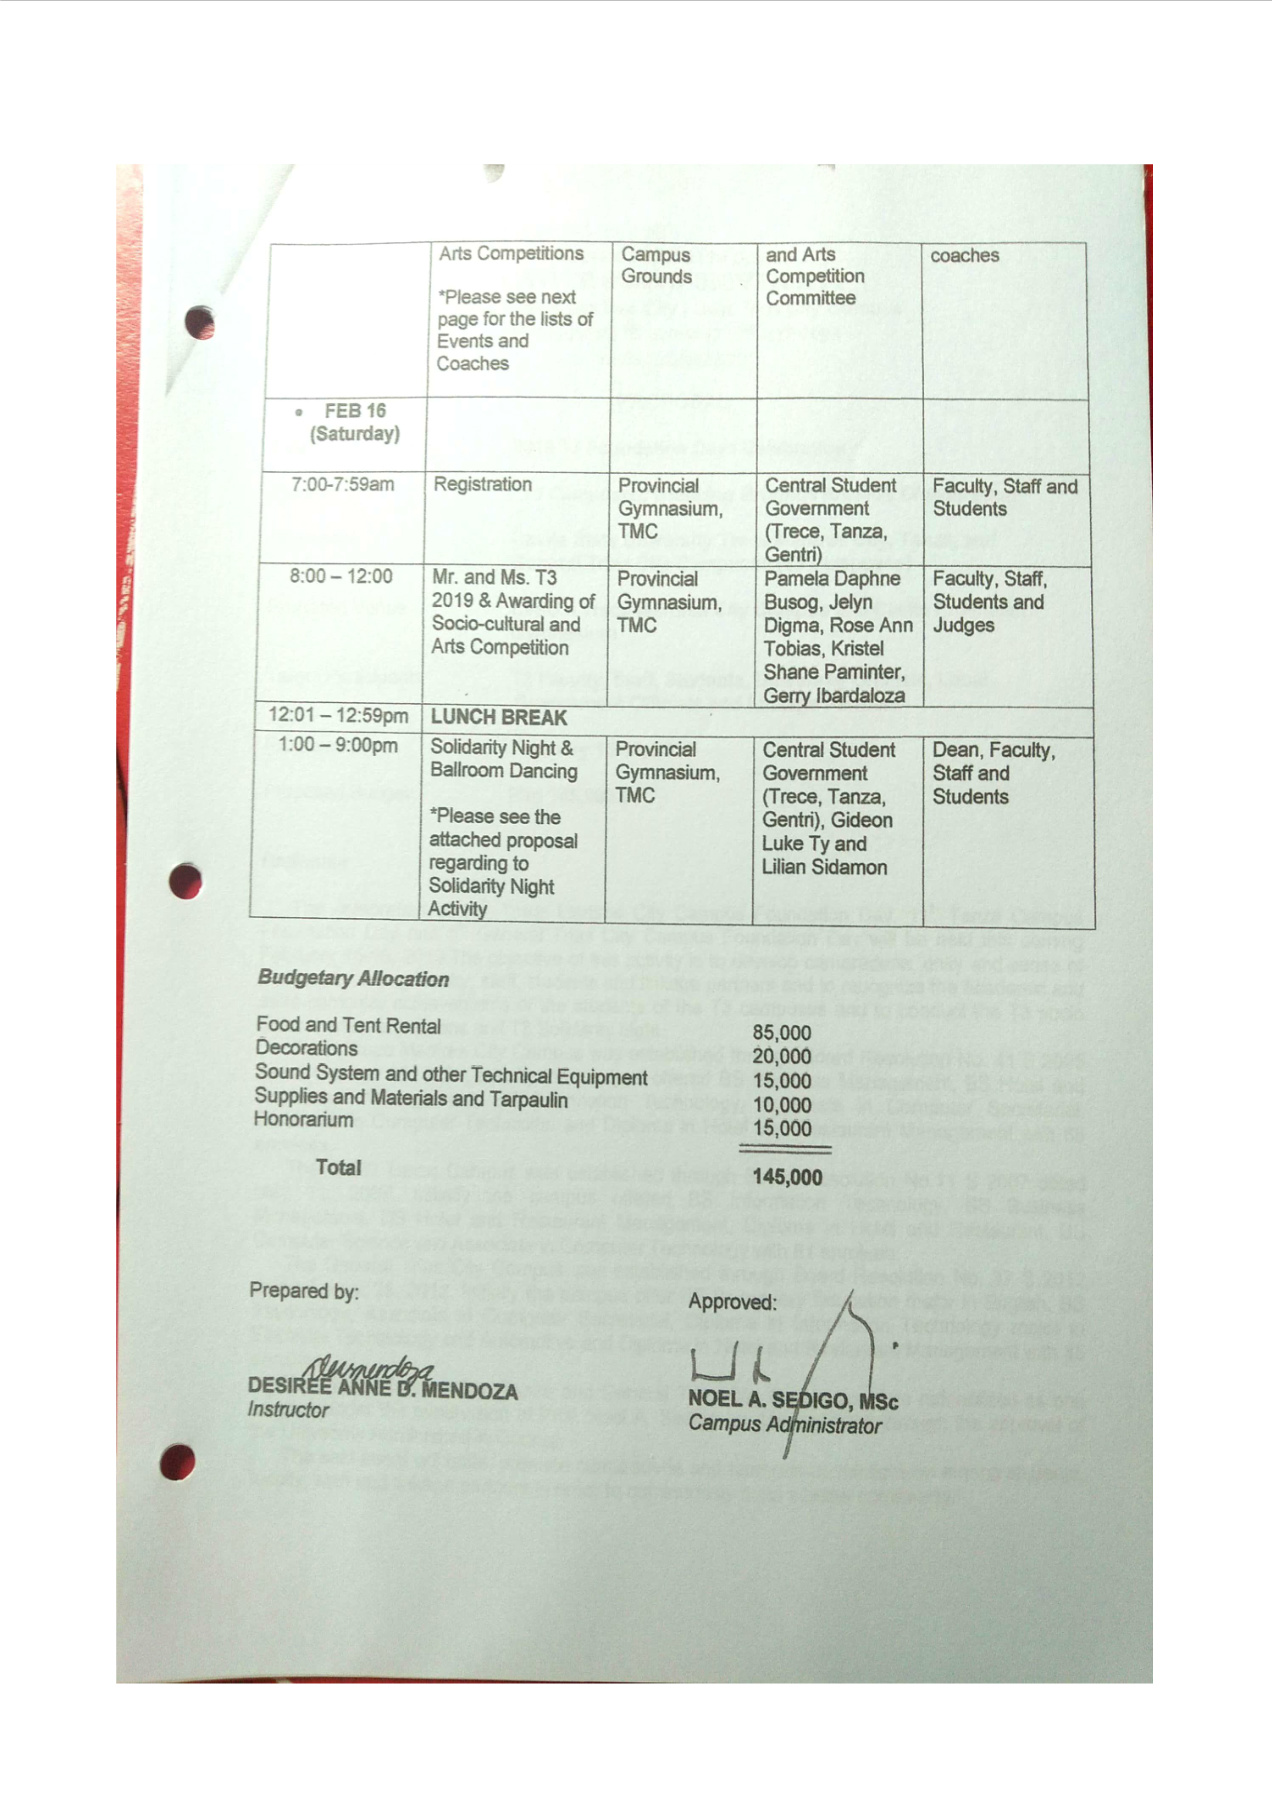 Arts Competitions
*Please see next
page for the lists of
Events and
Coaches
Campus
Grounds
and Arts
Competition
Committee
coaches
• FEB 16
(Saturday)
7:00-7:59am
Registration
Provincial
Gymnasium,
TMC
Central Student
Government
(Trece, Tanza,
Gentri)
Faculty, Staff and
Students
8:00 – 12:00
Mr. and Ms. T3
2019 & Awarding of
Socio-cultural and
Arts Competition
Provincial
Gymnasium,
TMC
Pamela Daphne
Busog, Jelyn
Digma, Rose Ann
Tobias, Kristel
Shane Paminter,
Gerry Ibardaloza
Faculty, Staff,
Students and
Judges
12:01 – 12:59pm
LUNCH BREAK
1:00 – 9:00pm
Solidarity Night &
Ballroom Dancing
*Please see the
attached proposal
regarding to
Solidarity Night
Activity
Provincial
Gymnasium,
TMC
Central Student
Government
(Trece, Tanza,
Gentri), Gideon
Luke Ty and
Lilian Sidamon
Dean, Faculty,
Staff and
Students
Budgetary Allocation
Food and Tent Rental 85,000
Decorations 20,000
Sound System and other Technical Equipment 15,000
Supplies and Materials and Tarpaulin 10,000
Honorarium 15,000
Total 145,000
Prepared by:
DESIREE ANNE D. MENDOZA
Instructor
Approved:
NOEL A. SEDIGO, MSc
Campus Administrator